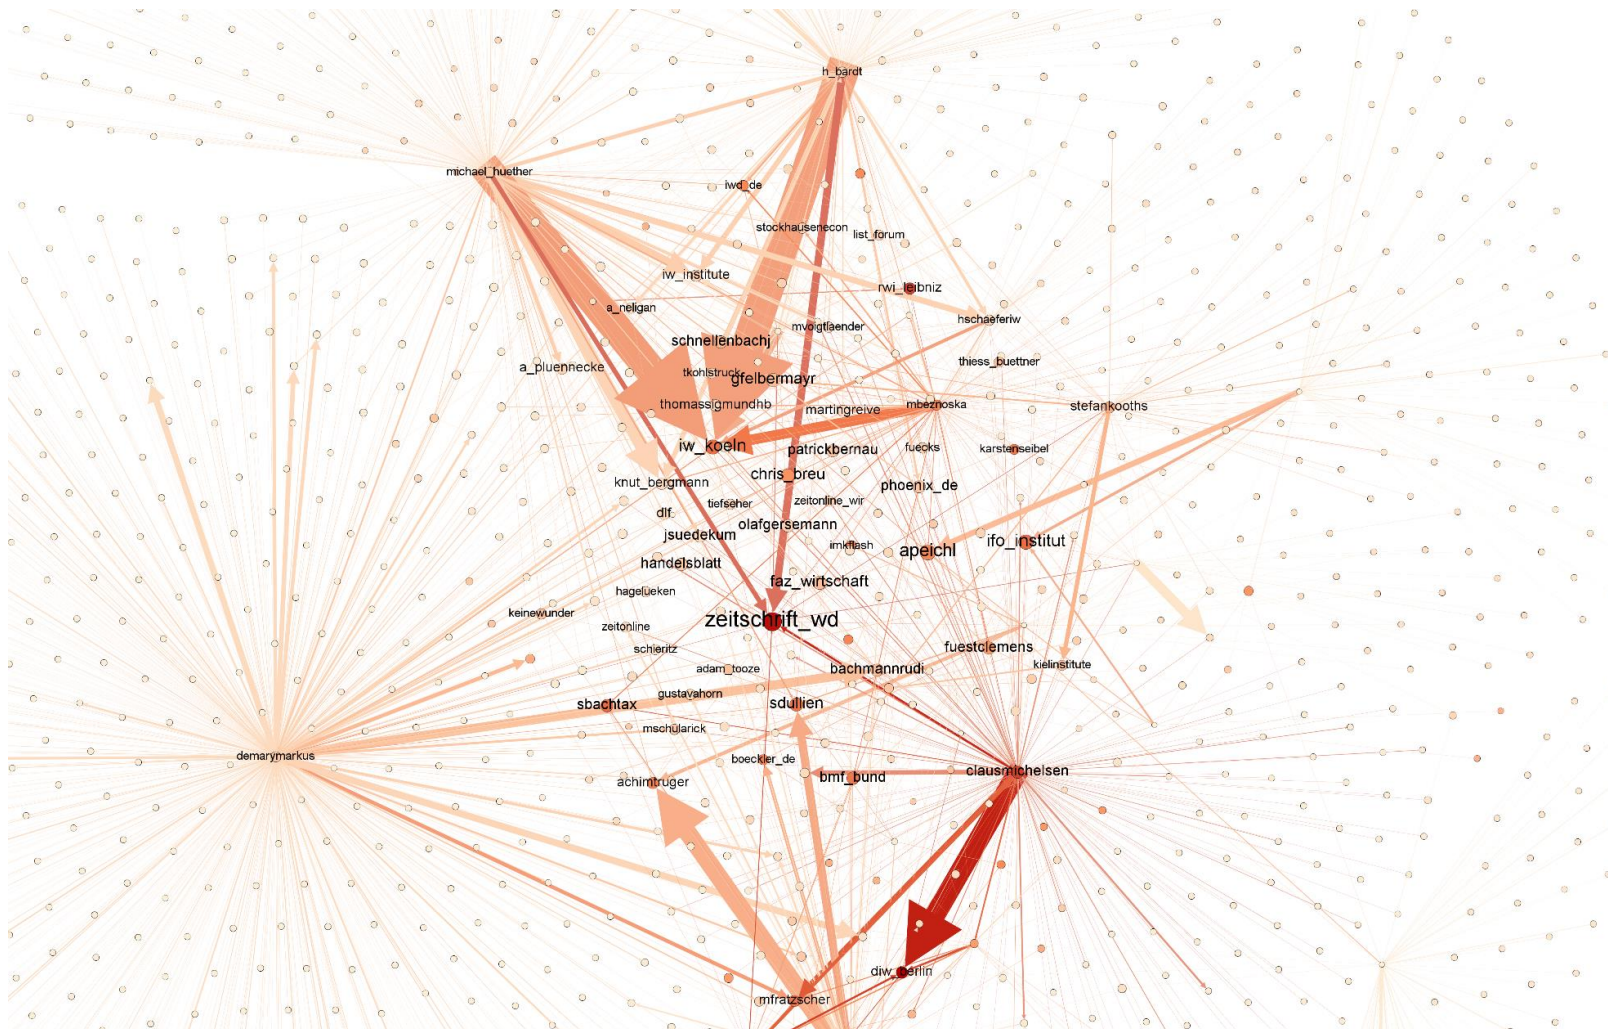 h_bardt
michael_huether
iwd_de
stockhausenecon
list_forum
iw_institute
rwi_leibniz
a_neligan
hschaeferiw
mvoigtlaender
schnellenbachj
thiess_buettner
a_pluennecke
tkohlstruck
gfelbermayr
thomassigmundhb
martingreive
mbeznoska
stefankooths
iw_koeln
patrickbernau
fuecks
karstenseibel
chris_breu
knut_bergmann
phoenix_de
tiefseher
zeitonline_wir
dlf
olafgersemann
jsuedekum
imkflash
apeichl
ifo_institut
handelsblatt
faz_wirtschaft
hagelueken
keinewunder
zeitschrift_wd
zeitonline
schieritz
fuestclemens
adam_tooze
bachmannrudi
kielinstitute
gustavahorn
sbachtax
sdullien
mschularick
demarymarkus
boeckler_de
clausmichelsen
achimtruger
bmf_bund
diw_berlin
mfratzscher